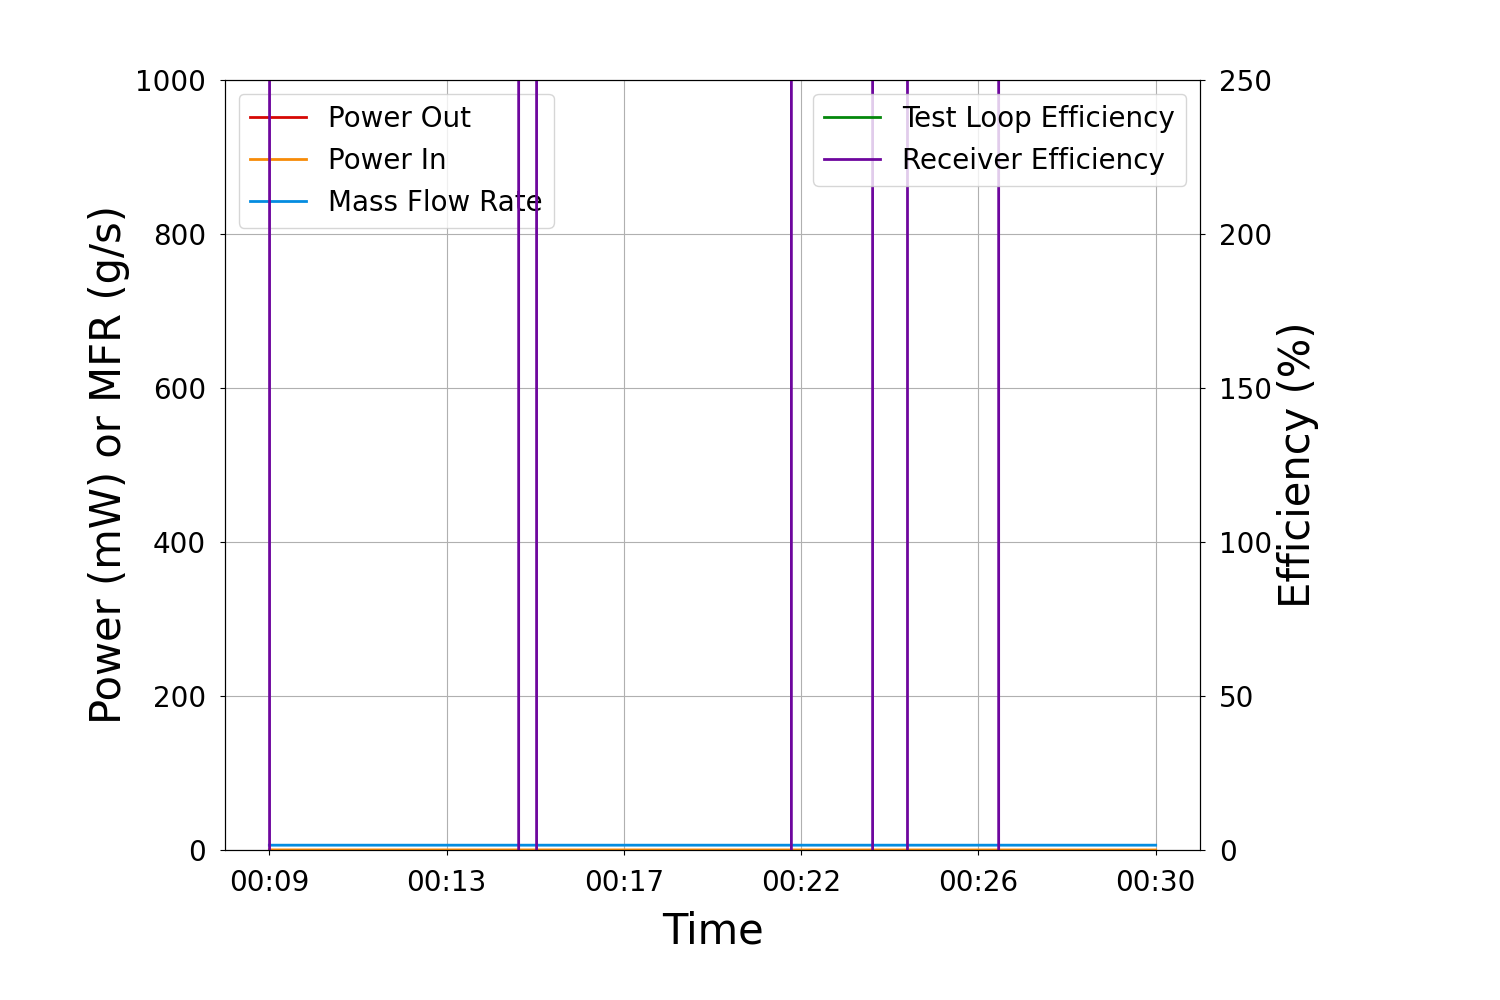 1000
800
600
400
200
0
Power (mW) or MFR (g/s)
Power Out
Power In
Mass Flow Rate
Test Loop Efficiency
Receiver Efficiency
250
200
150
100
50
0
Efficiency (%)
00:09 00:13 00:17 00:22 00:26 00:30
Time